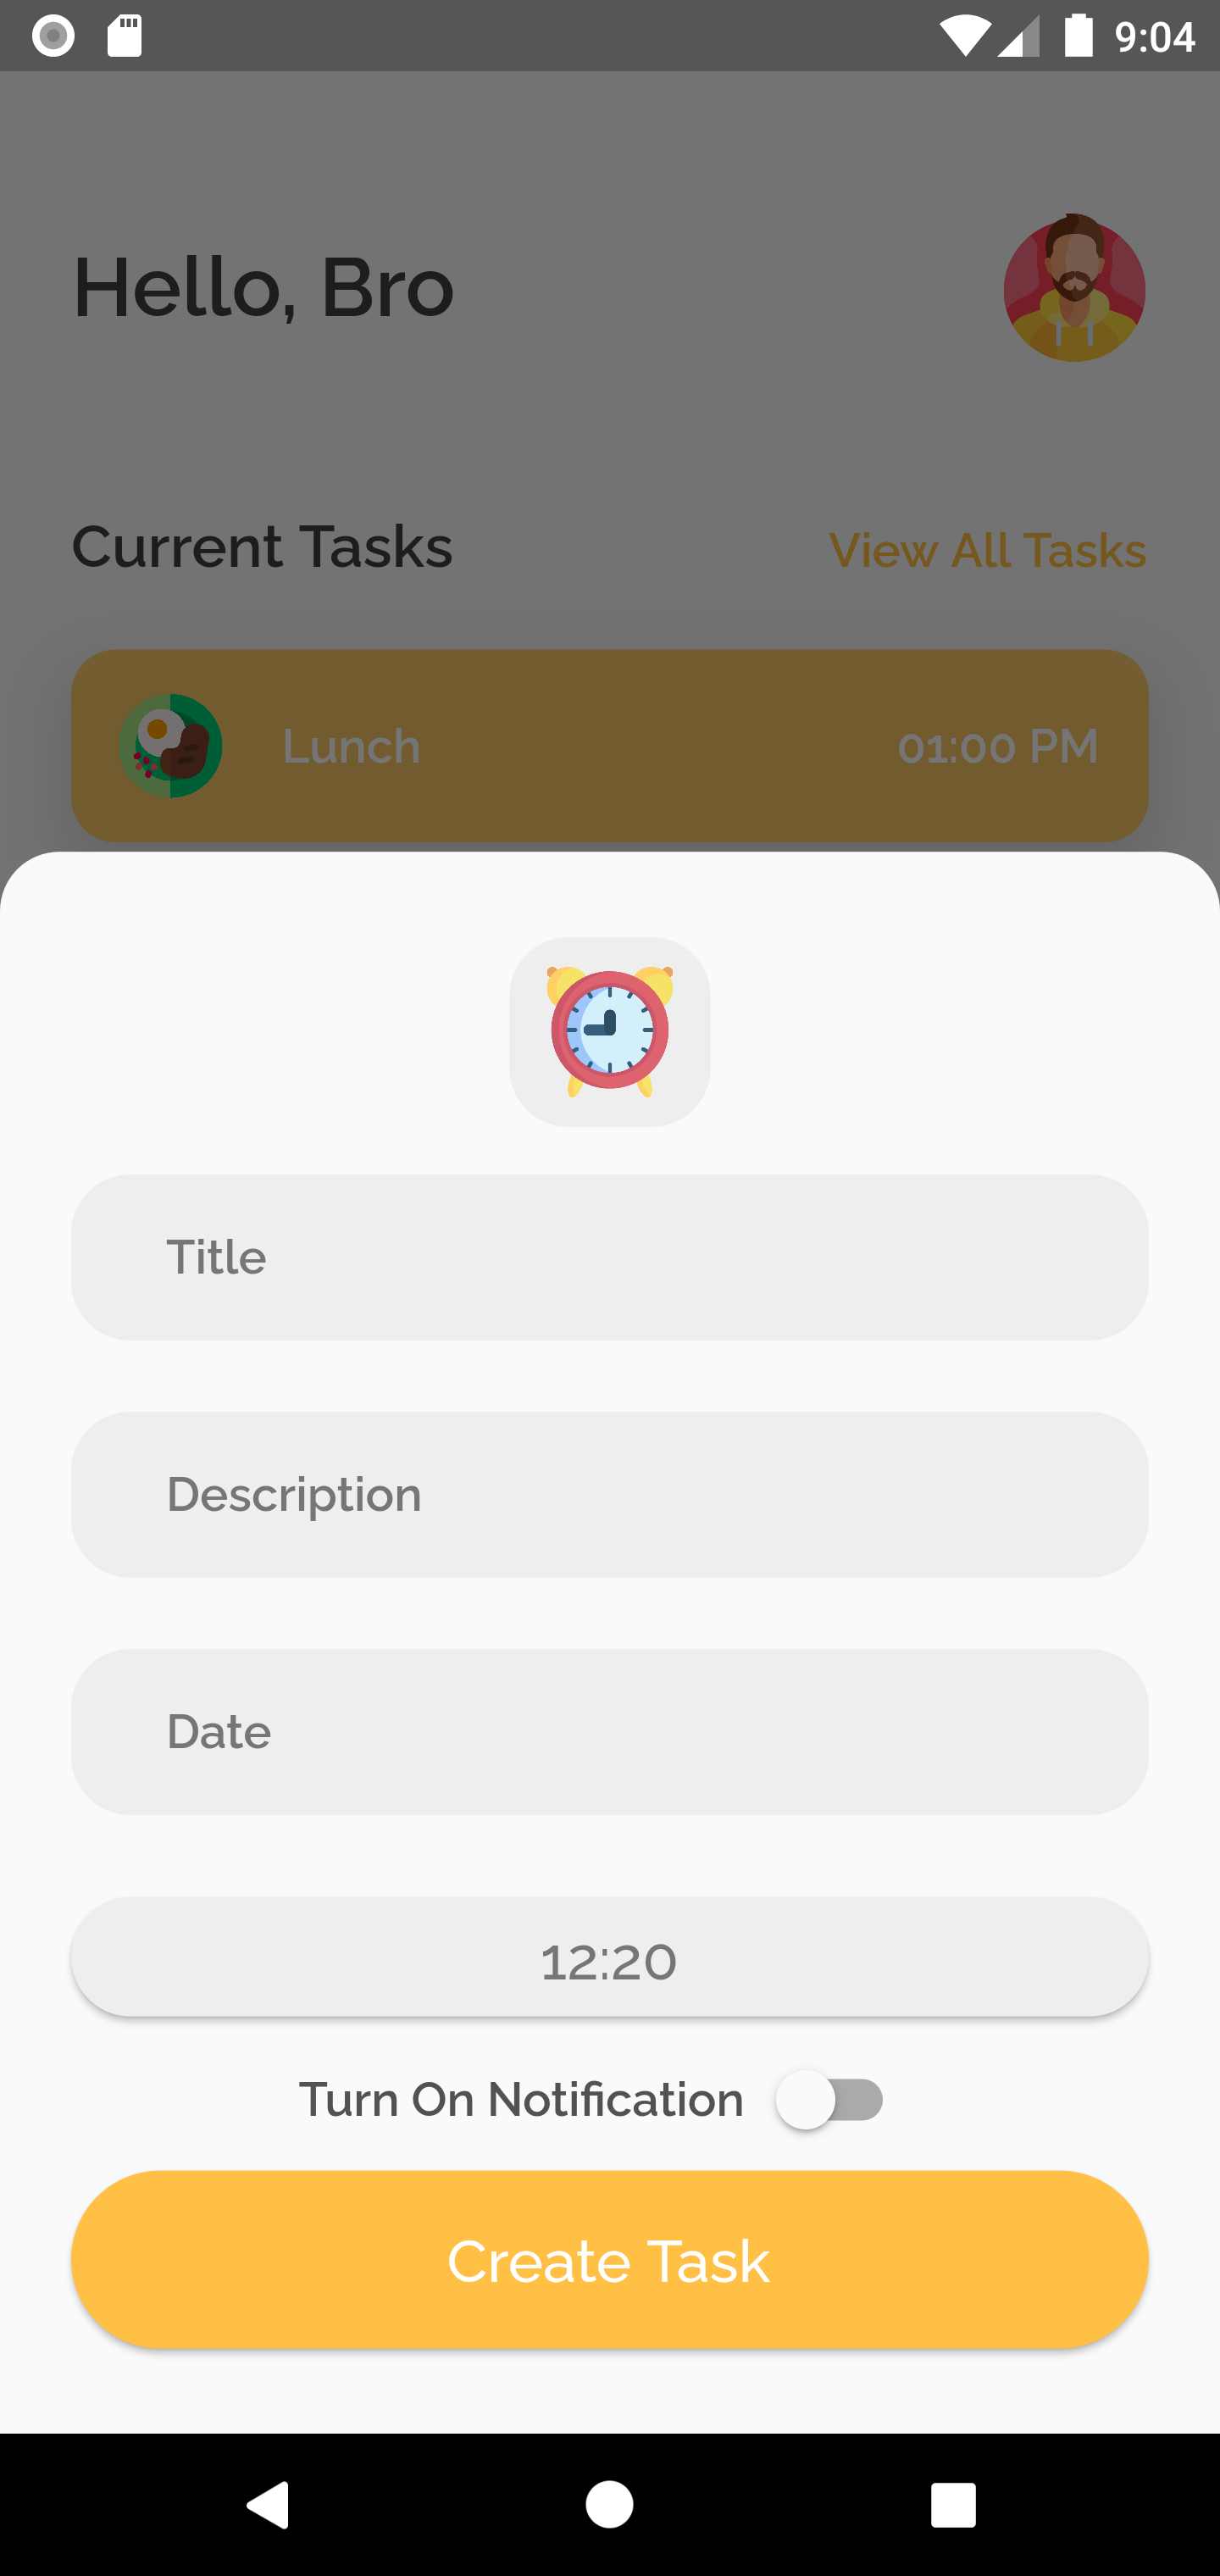 9:04
Hello, Bro
Current Tasks
View All Tasks
Lunch
01:00 PM
Title
Description
Date
12:20
Turn On Notification
Create Task